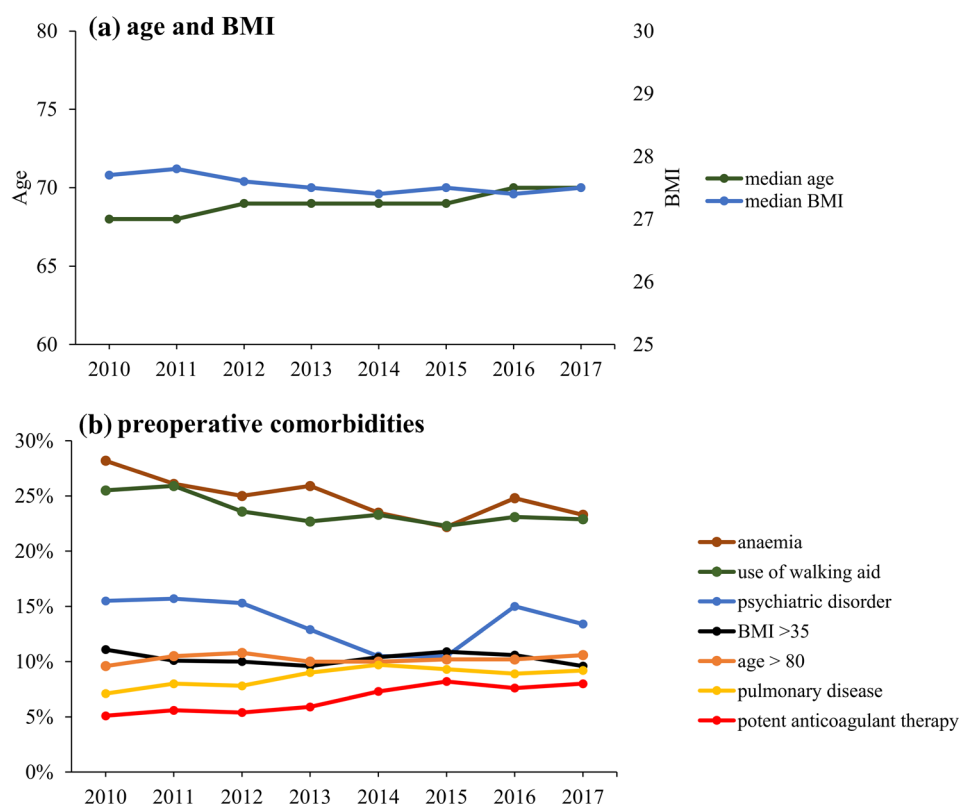 (a) age and BMI
80
75
70
65
60
Age
30
29
28
27
26
25
BMI
2010 2011 2012 2013 2014 2015 2016 2017
median age
median BMI
(b) preoperative comorbidities
30%
25%
20%
15%
10%
5%
0%
2010 2011 2012 2013 2014 2015 2016 2017
anaemia
use of walking aid
psychiatric disorder
BMI >35
age > 80
pulmonary disease
potent anticoagulant therapy